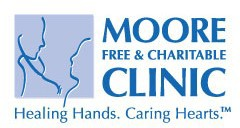 MOORE
FREE & CHARITABLE
CLINIC
Healing Hands. Caring Hearts.™